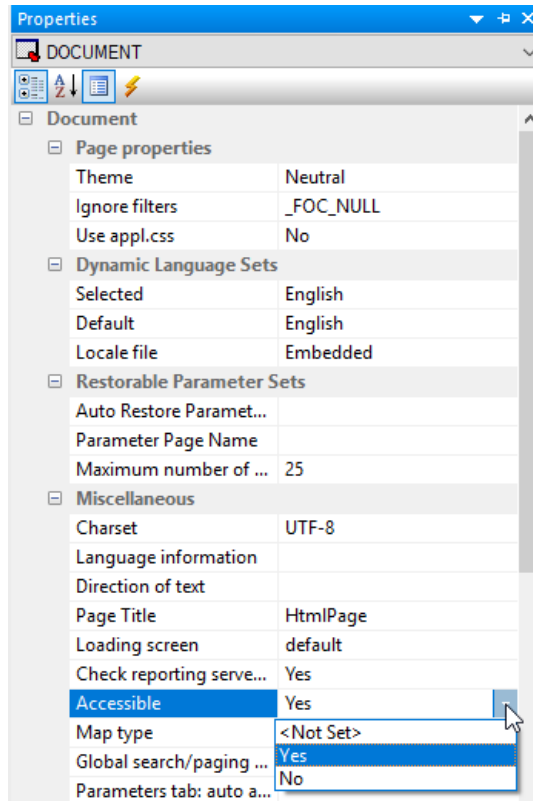 Properties
DOCUMENT
Document
Page properties
Theme Neutral
Ignore filters _FOC_NULL
Use appl.css No
Dynamic Language Sets
Selected English
Default English
Locale file Embedded
Restorable Parameter Sets
Auto Restore Paramet...
Parameter Page Name
Maximum number of ... 25
Miscellaneous
Charset UTF-8
Language information
Direction of text
Page Title HtmlPage
Loading screen default
Check reporting serve... Yes
Accessible Yes
Map type <Not Set>
Global search/paging ... Yes
Parameters tab: auto a... No